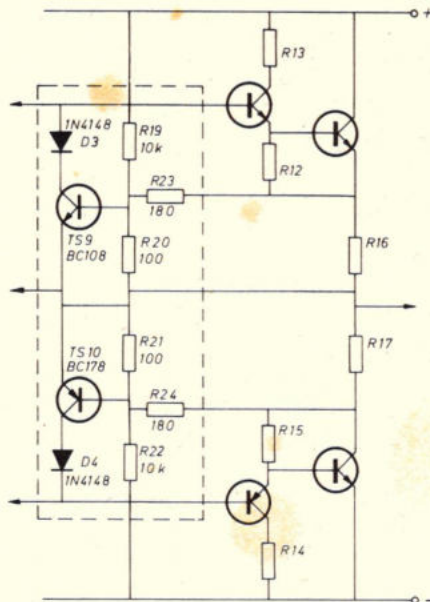 +
R13
1N4148
D3
R19
10k
R12
R23
180
TS9
BC108
R20
100
R16
R21
100
R17
TS10
BC178
R24
180
R15
D4
1N4148
R22
10k
R14
-